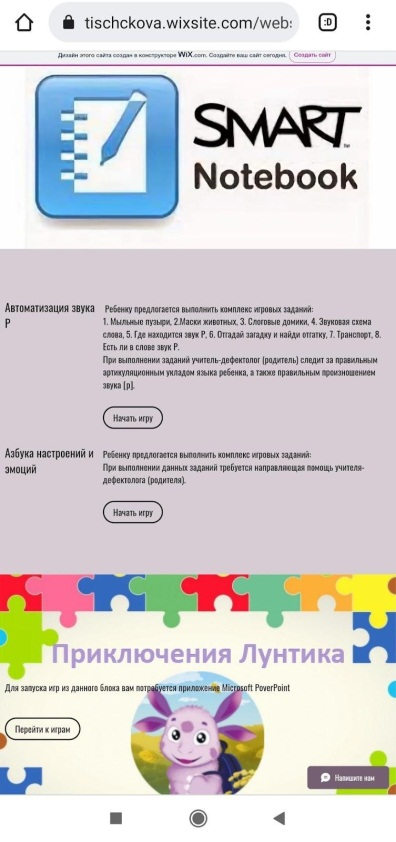 tischckova.wixsite.com/webs
:D
Дизайн этого сайта создан в конструкторе WiX.com. Создайте ваш сайт сегодня. Создать сайт
SMART™
Notebook
Автоматизация звука
Р
Ребенку предлогается выполнить комплекс игровых заданий:
1. Мыльные пузыри, 2.Маски животных, 3. Слоговые домики, 4. Звуковая схема
слова, 5. Где находится звук Р, 6. Отгадай загадку и найди отгатку, 7. Транспорт, 8.
Есть ли в слове звук Р.
При выполнении заданий учитель-дефектолог (родитель) следит за правильным
артикуляционным укладом языка ребенка, а также правильным произношением
звука [р].
Начать игру
Азбука настроений и
эмоций
Ребенку предлогается выполнить комплекс игровых заданий:
При выполнении данных заданий требуется направляющая помощь учителя-
дефектолога (родителя).
Начать игру
Приключения Лунтика
Для запуска игр из данного блока вам потребуется приложение Microsoft PoverPoint
Перейти к играм
Напишите нам